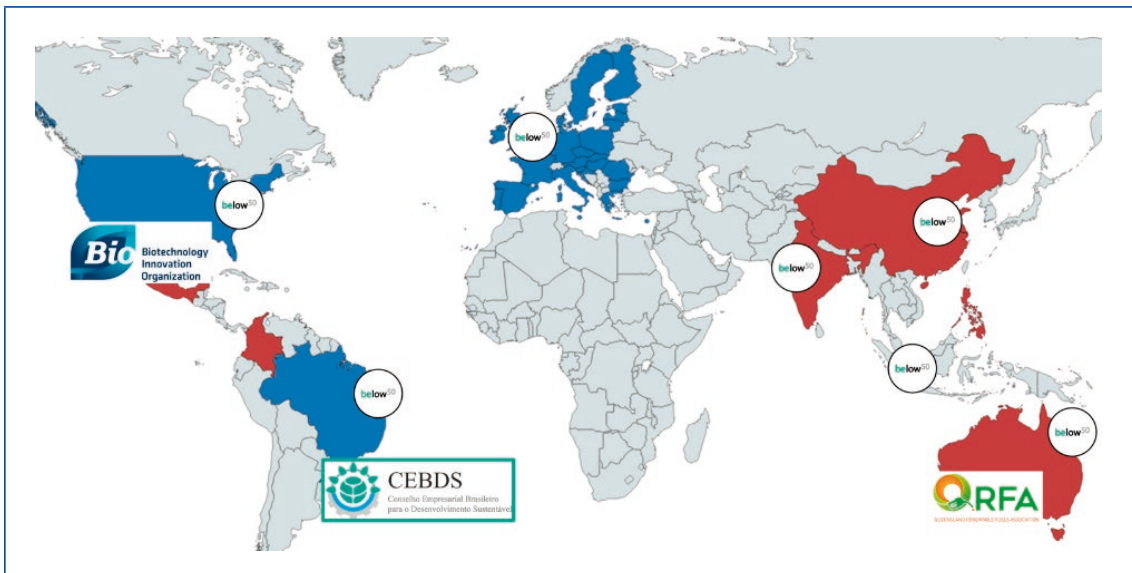 below50
below50
below50
Bio
Biotechnology
Innovation
Organization
below50
below50
below50
below50
CEBDS
Conselho Empresarial Brasileiro
para o Desenvolvimento Sustentável
QRFA
QUEENSLAND RENEWABLE FUELS ASSOCIATION